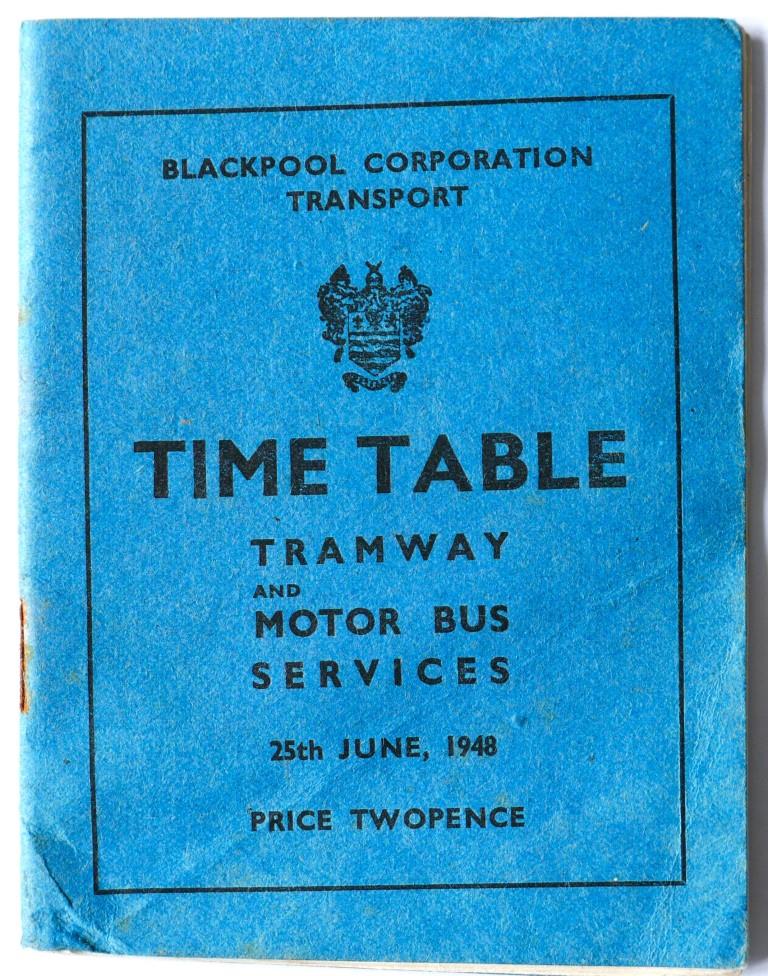 BLACKPOOL CORPORATION
TRANSPORT
TIME TABLE
TRAMWAY
AND
MOTOR BUS
SERVICES
25th JUNE, 1948
PRICE TWOPENCE